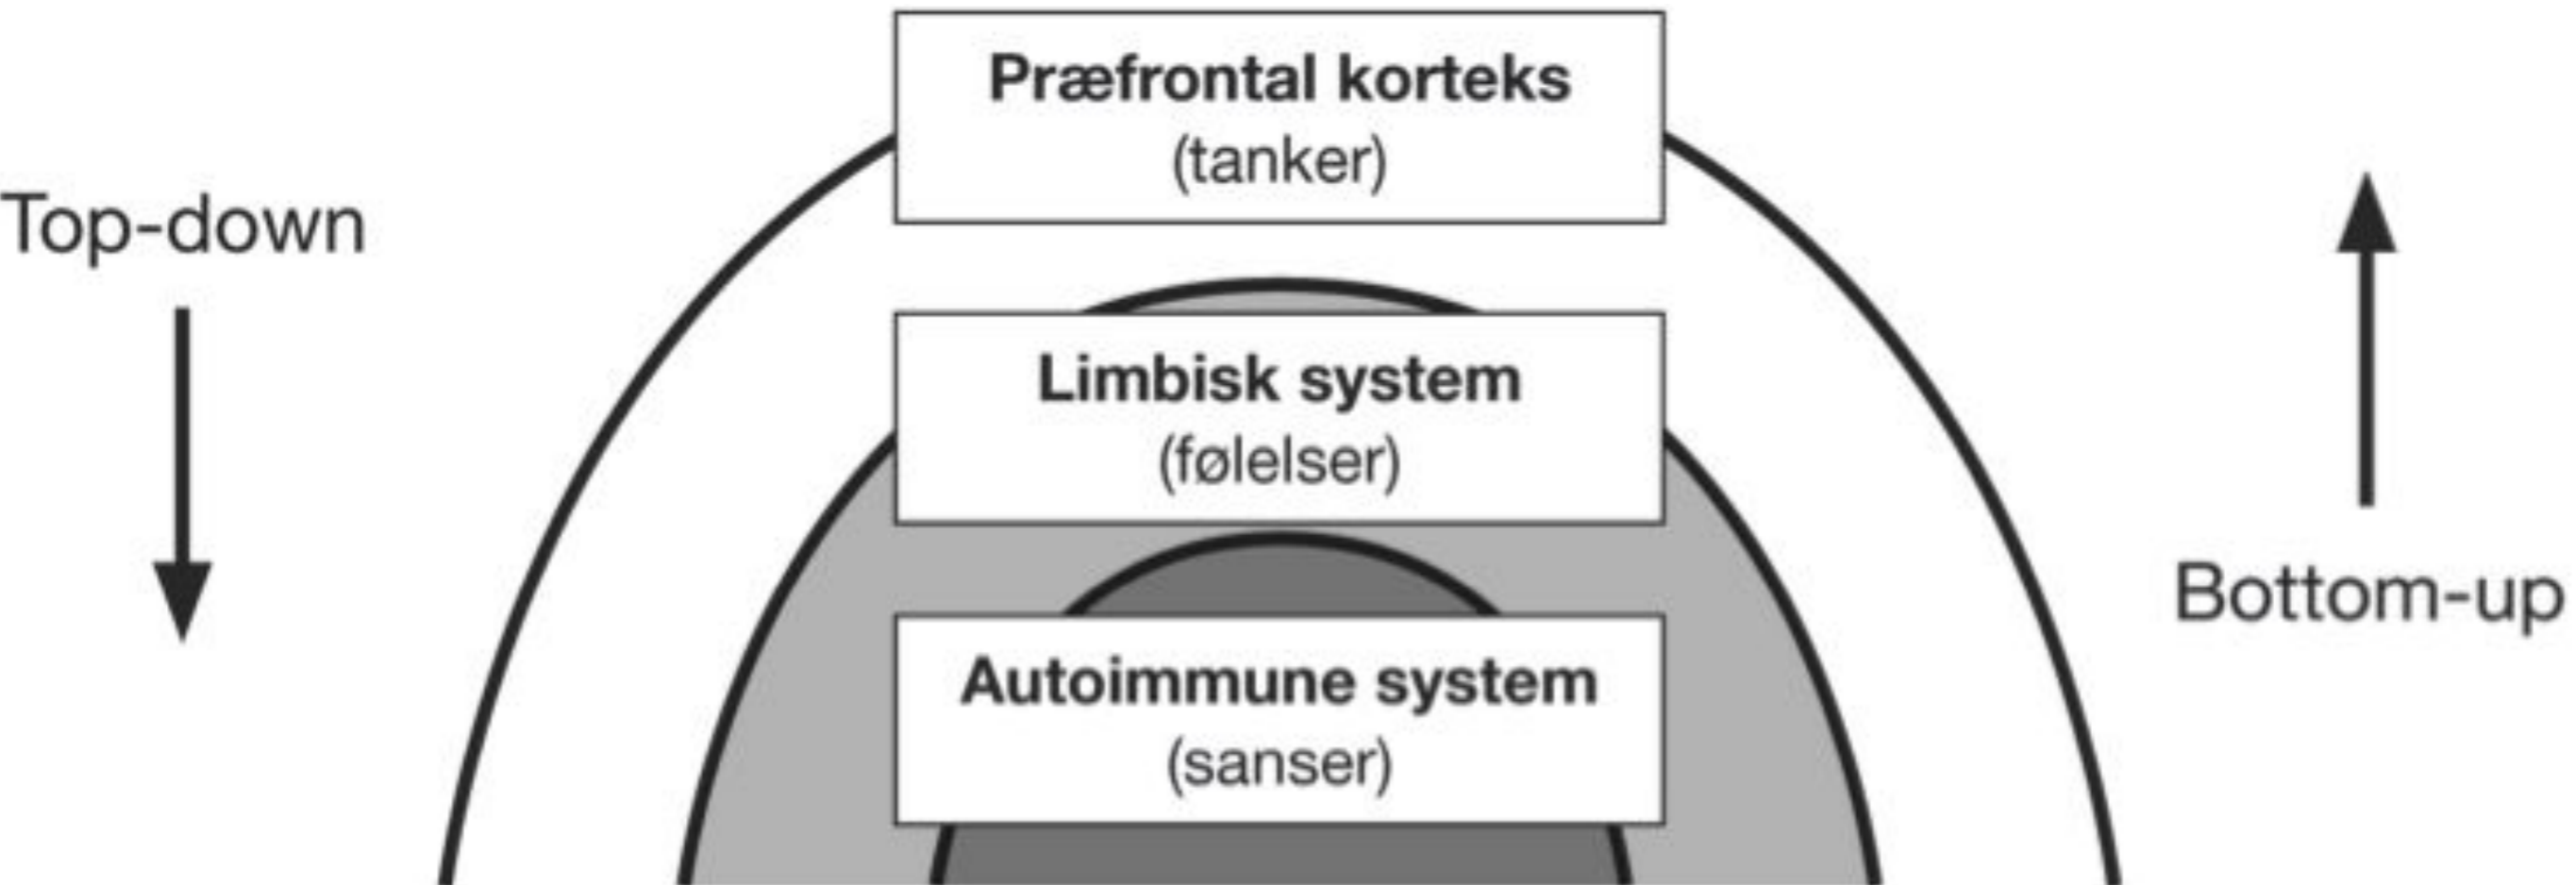 Præfrontal korteks
(tanker)
Top-down
Limbisk system
(følelser)
Bottom-up
Autoimmune system
(sanser)